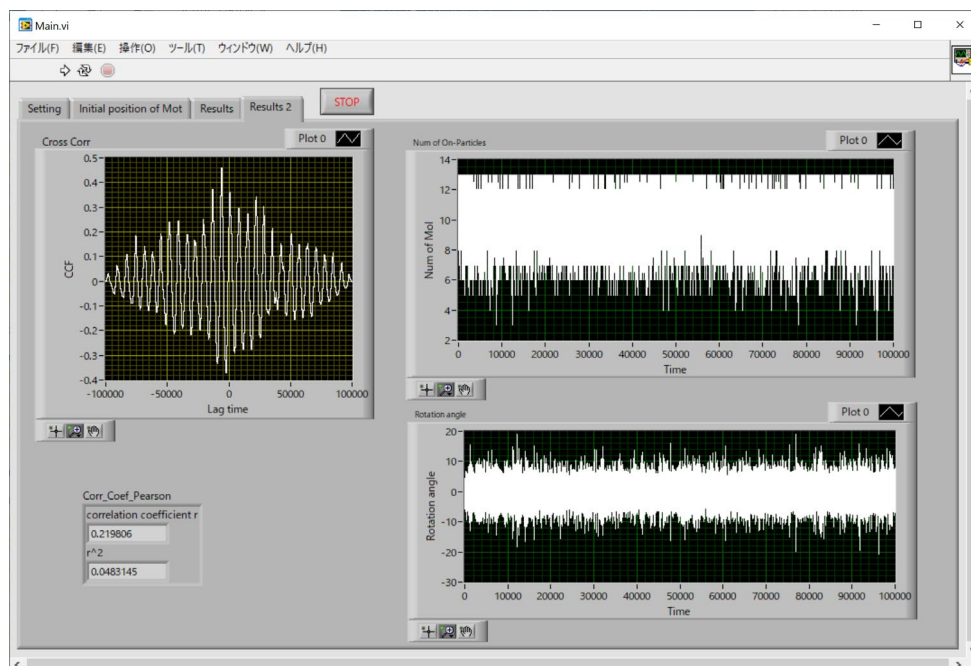 Main.vi
ファイル(F) 編集(E) 操作(O) ツール(T) ウィンドウ(W) ヘルプ(H)
Setting Initial position of Mot Results Results 2 STOP
Cross Corr Plot 0
0.5
0.4
0.3
0.2
0.1
0
-0.1
-0.2
-0.3
-0.4
CCF
-100000 -50000 0 50000 100000
Lag time
Corr_Coef_Pearson
correlation coefficient r
0.219806
r^2
0.0483145
Num of On-Particles Plot 0
14
12
10
8
6
4
2
Num of Mol
0 10000 20000 30000 40000 50000 60000 70000 80000 90000 100000
Time
Rotation angle Plot 0
20
10
0
-10
-20
-30
Rotation angle
0 10000 20000 30000 40000 50000 60000 70000 80000 90000 100000
Time